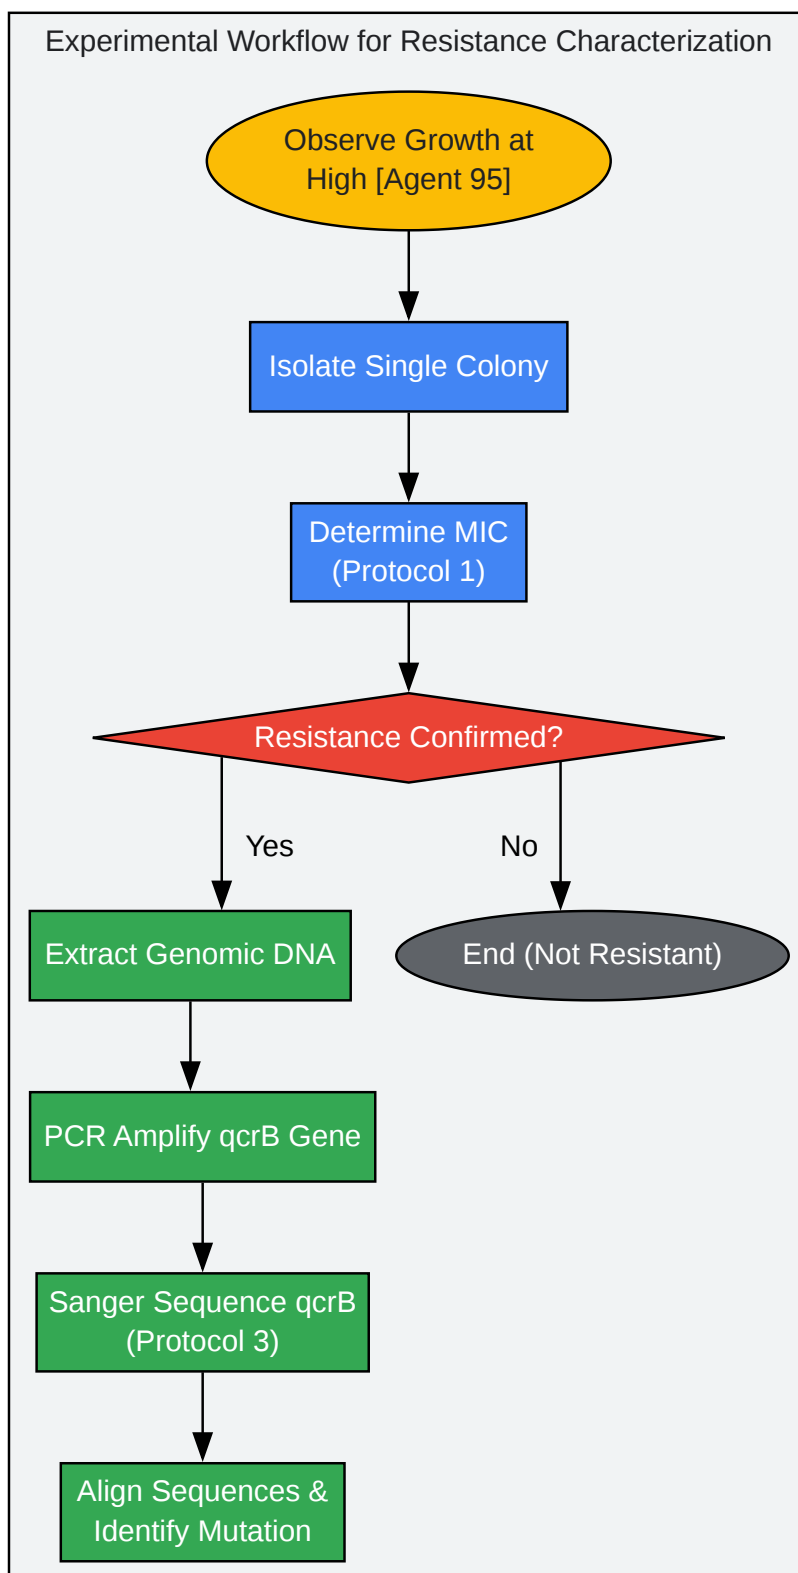 Experimental Workflow for Resistance Characterization
Observe Growth at
High [Agent 95]
Isolate Single Colony
Determine MIC
(Protocol 1)
Resistance Confirmed?
Yes
No
Extract Genomic DNA
End (Not Resistant)
PCR Amplify qcrB Gene
Sanger Sequence qcrB
(Protocol 3)
Align Sequences &
Identify Mutation